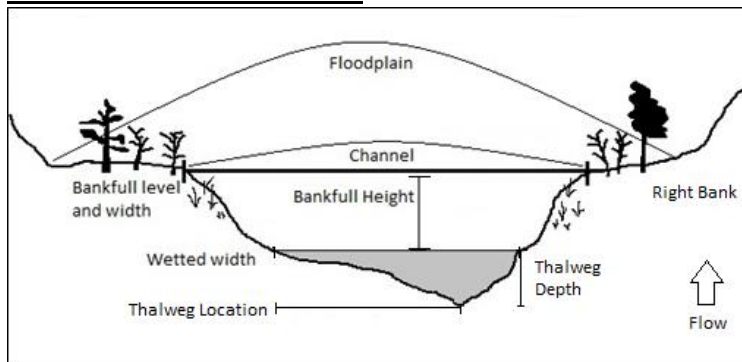 Floodplain
Channel
Bankfull level
and width
Bankfull Height
Right Bank
Wetted width
Thalweg
Depth
Thalweg Location
Flow